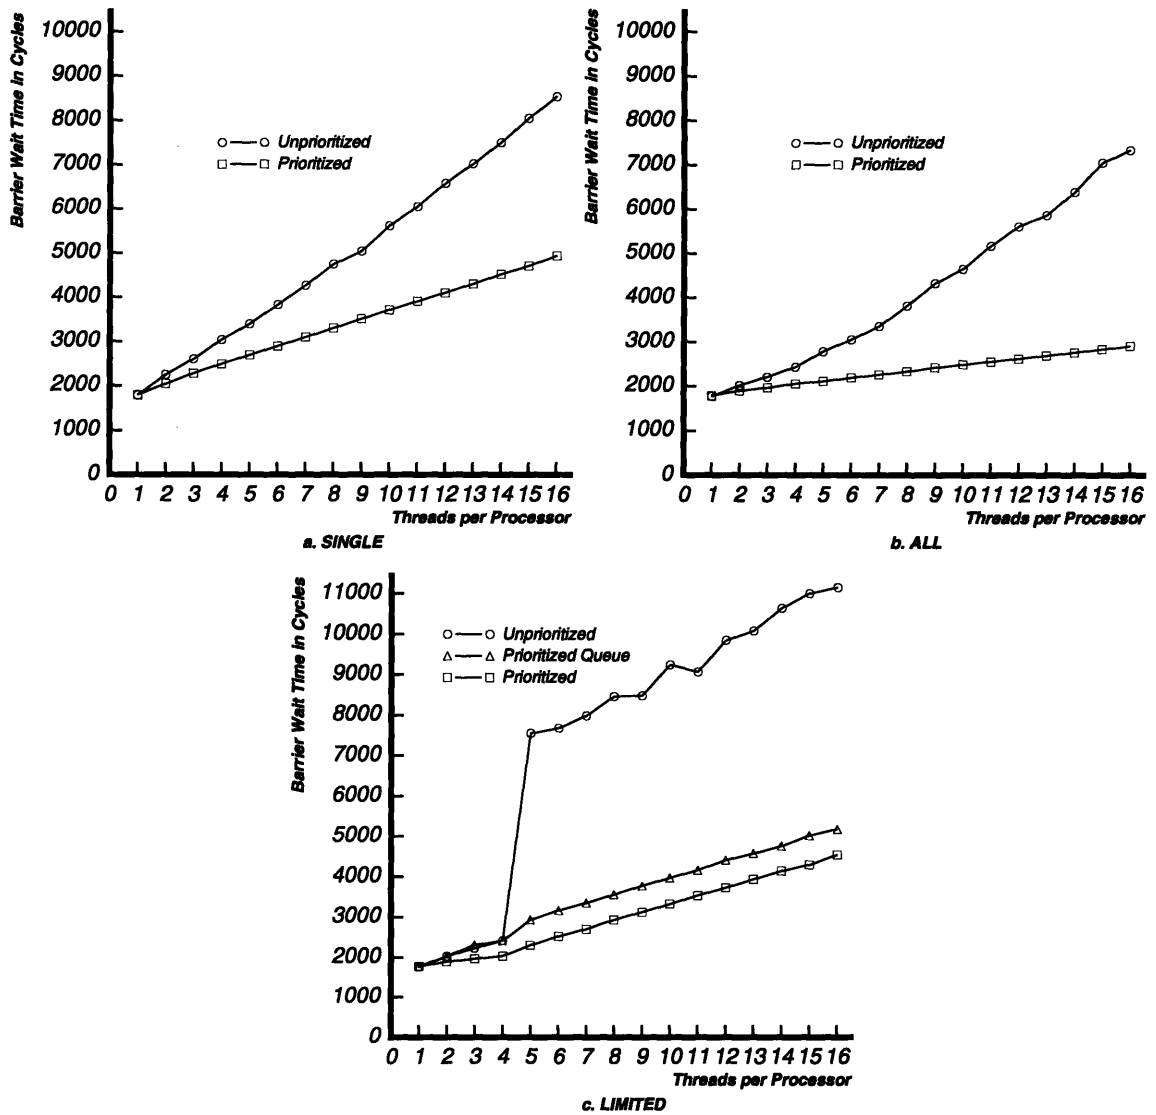 Barrier Wait Time in Cycles
10000
9000
8000
7000
6000
5000
4000
3000
2000
1000
0
Unprioritized
Prioritized
0 1 2 3 4 5 6 7 8 9 10 11 12 13 14 15 16
Threads per Processor
a. SINGLE
Barrier Wait Time in Cycles
10000
9000
8000
7000
6000
5000
4000
3000
2000
1000
0
Unprioritized
Prioritized
0 1 2 3 4 5 6 7 8 9 10 11 12 13 14 15 16
Threads per Processor
b. ALL
Barrier Wait Time in Cycles
11000
10000
9000
8000
7000
6000
5000
4000
3000
2000
1000
0
Unprioritized
Prioritized Queue
Prioritized
0 1 2 3 4 5 6 7 8 9 10 11 12 13 14 15 16
Threads per Processor
c. LIMITED